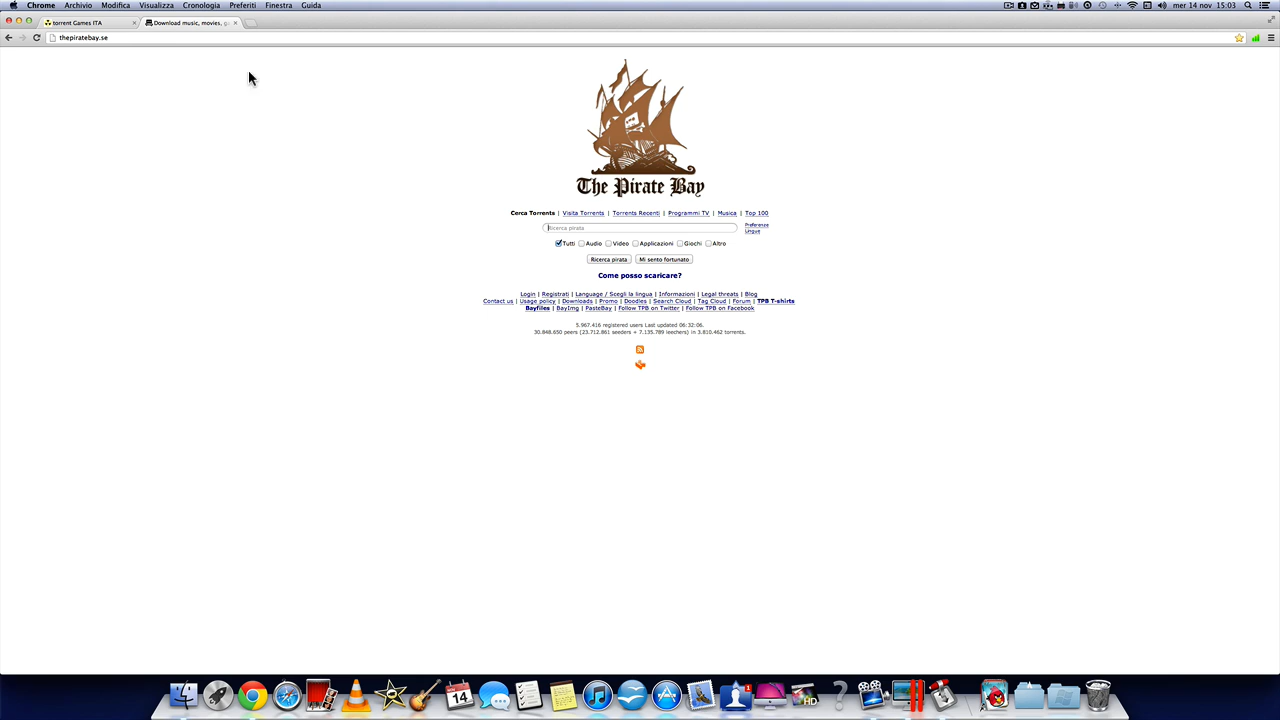 Chrome Archivio Modifica Visualizza Cronologia Preferiti Finestra Guida mer 14 nov 15:03
torrent Games ITA Download music, movies, g
thepiratebay.se
The Pirate Bay
Cerca Torrents | Visita Torrents | Torrents Recenti | Programmi TV | Musica | Top 100
Ricerca pirata Preferenze
Lingue
Tutti Audio Video Applicazioni Giochi Altro
Ricerca pirata Mi sento fortunato
Come posso scaricare?
Login | Registrati | Language / Scegli la lingua | Informazioni | Legal threats | Blog
Contact us | Usage policy | Downloads | Promo | Doodles | Search Cloud | Tag Cloud | Forum | TPB T-shirts
Bayfiles | BayImg | PasteBay | Follow TPB on Twitter | Follow TPB on Facebook
5.967.416 registered users Last updated 06:32:06.
30.848.650 peers (23.712.861 seeders + 7.135.789 leechers) in 3.810.462 torrents.
14
1
HD